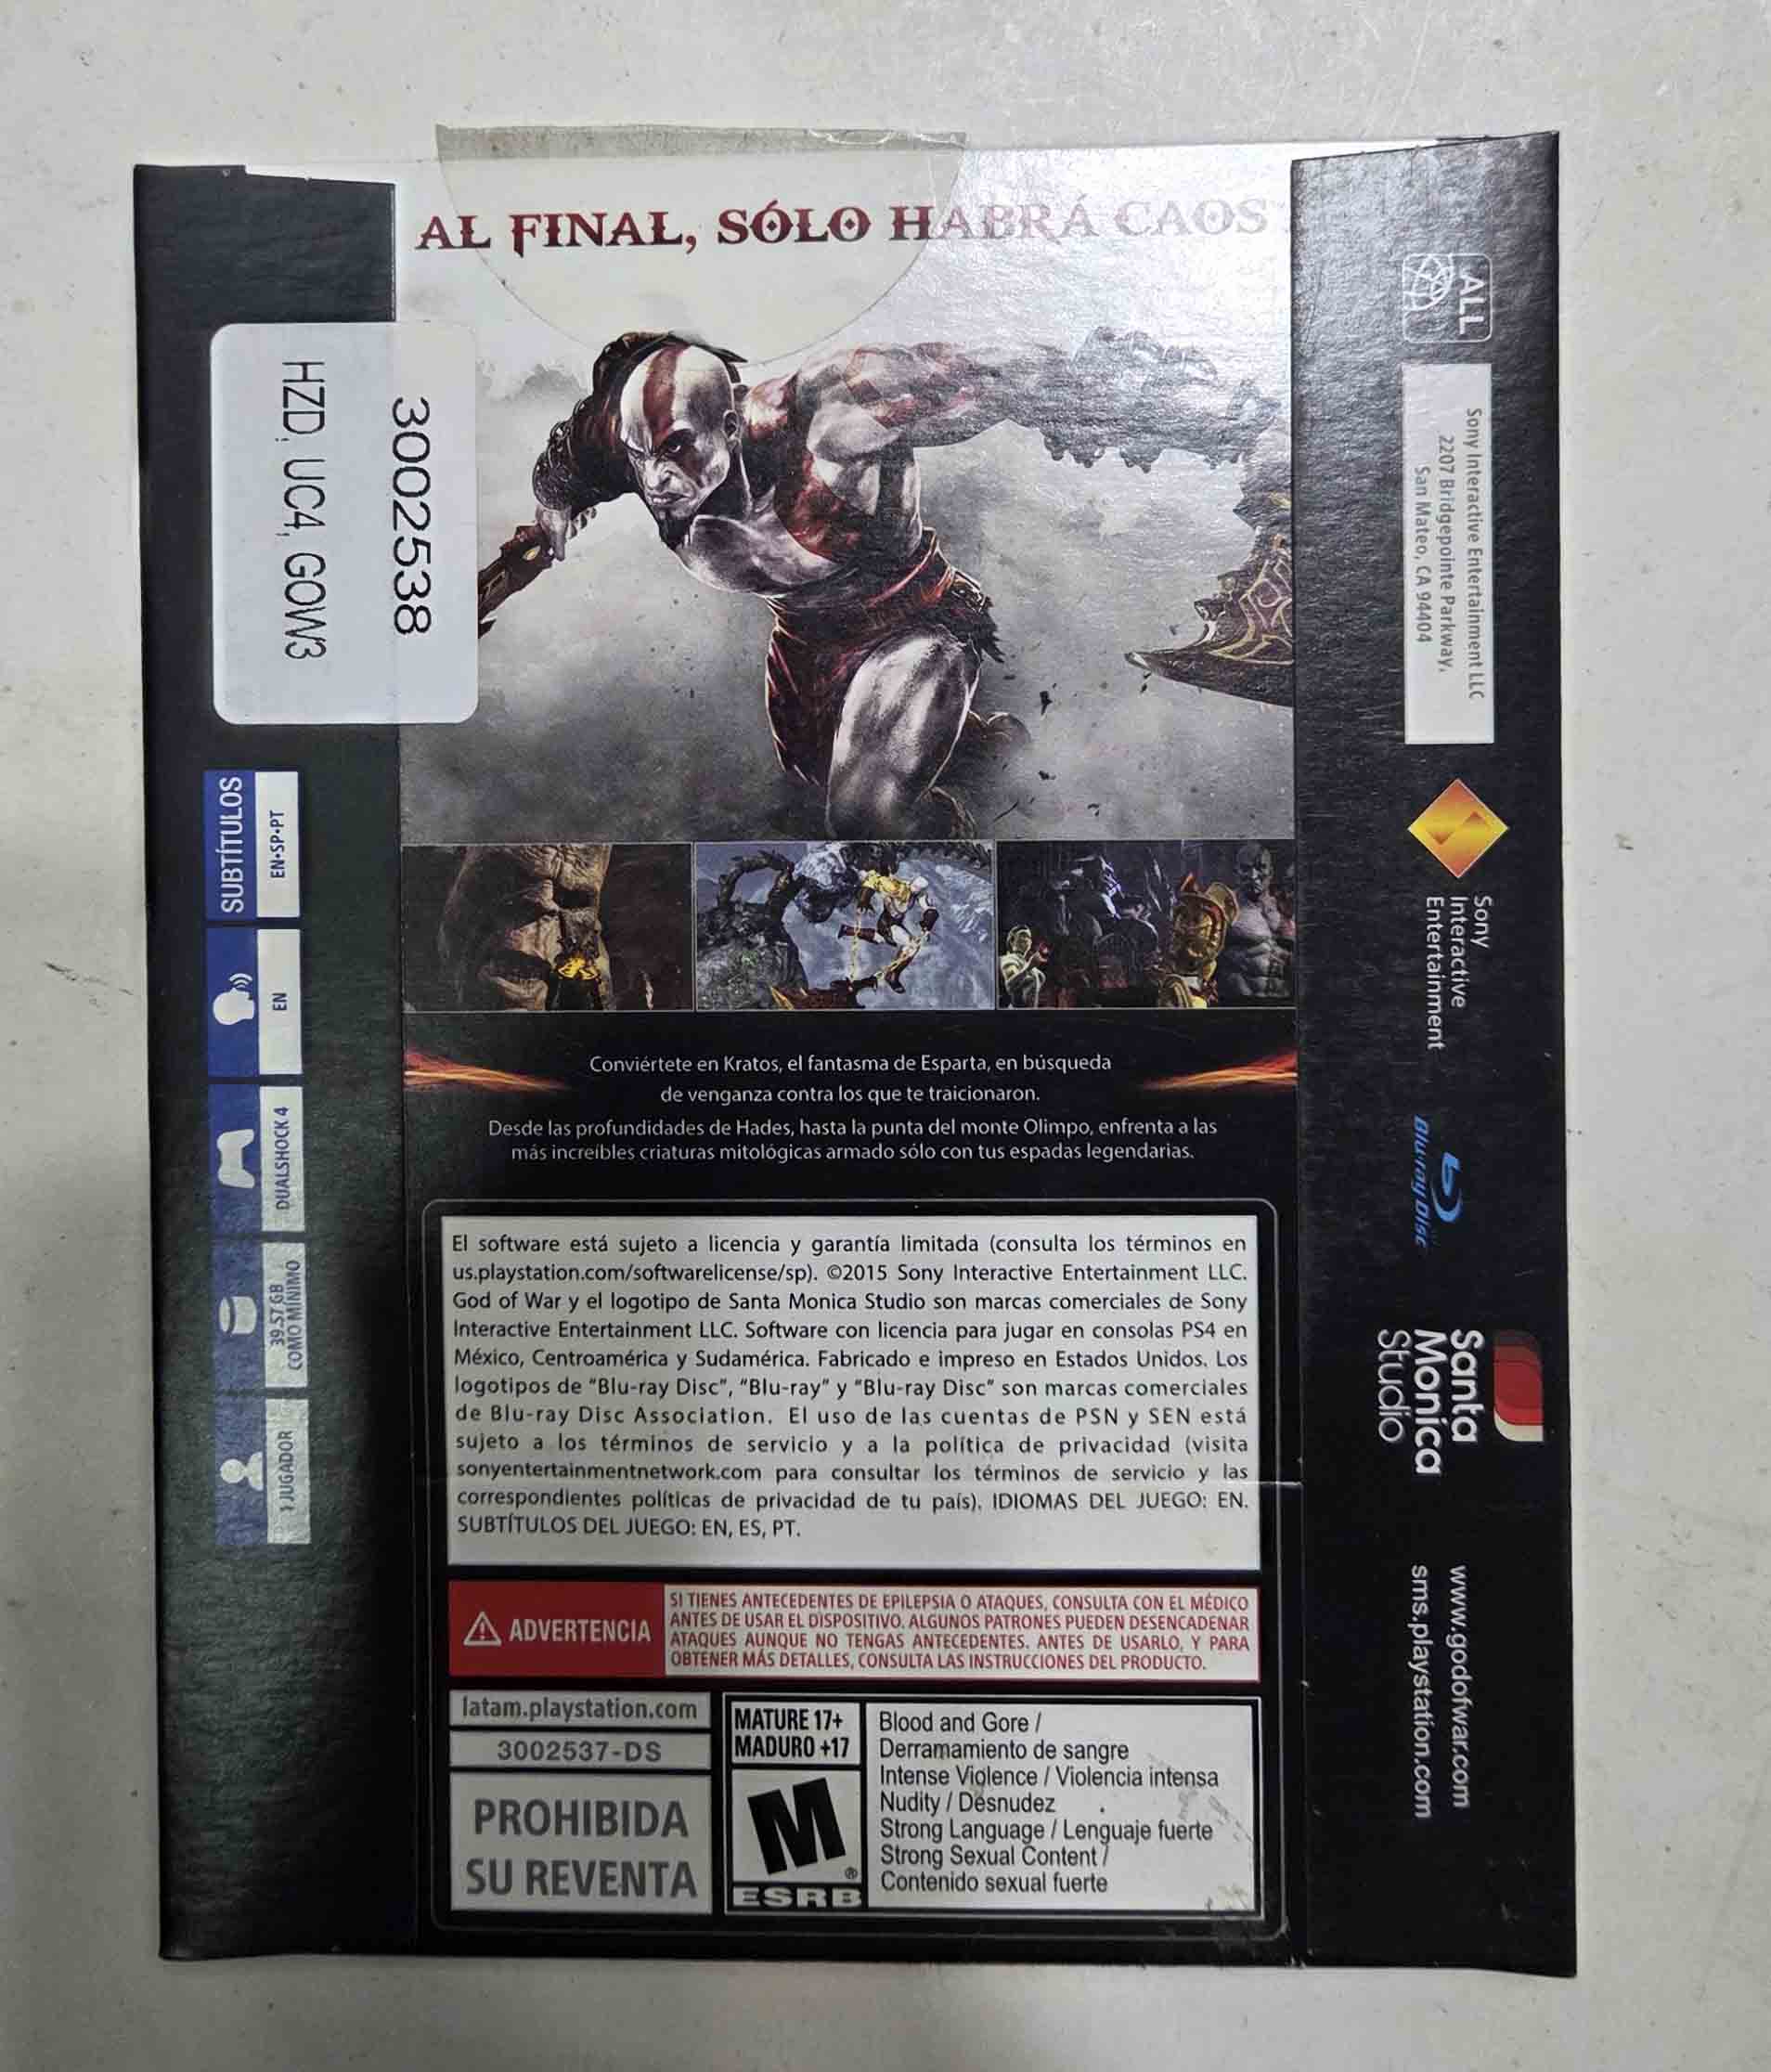 AL FINAL, SÓLO HABRÁ CAOS
3002538
HZD, UC4, GOW3
SUBTÍTULOS
EN•SP•PT
EN
DUALSHOCK 4
39.57 GB
COMO MÍNIMO
1 JUGADOR
Conviértete en Kratos, el fantasma de Esparta, en búsqueda
de venganza contra los que te traicionaron.
Desde las profundidades de Hades, hasta la punta del monte Olimpo, enfrenta a las
más increíbles criaturas mitológicas armado sólo con tus espadas legendarias.
El software está sujeto a licencia y garantía limitada (consulta los términos en
us.playstation.com/softwarelicense/sp). ©2015 Sony Interactive Entertainment LLC.
God of War y el logotipo de Santa Monica Studio son marcas comerciales de Sony
Interactive Entertainment LLC. Software con licencia para jugar en consolas PS4 en
México, Centroamérica y Sudamérica. Fabricado e impreso en Estados Unidos. Los
logotipos de "Blu-ray Disc", "Blu-ray" y "Blu-ray Disc" son marcas comerciales
de Blu-ray Disc Association. El uso de las cuentas de PSN y SEN está
sujeto a los términos de servicio y a la política de privacidad (visita
sonyentertainmentnetwork.com para consultar los términos de servicio y las
correspondientes políticas de privacidad de tu país). IDIOMAS DEL JUEGO: EN.
SUBTÍTULOS DEL JUEGO: EN, ES, PT.
ADVERTENCIA
SI TIENES ANTECEDENTES DE EPILEPSIA O ATAQUES, CONSULTA CON EL MÉDICO
ANTES DE USAR EL DISPOSITIVO. ALGUNOS PATRONES PUEDEN DESENCADENAR
ATAQUES AUNQUE NO TENGAS ANTECEDENTES. ANTES DE USARLO, Y PARA
OBTENER MÁS DETALLES, CONSULTA LAS INSTRUCCIONES DEL PRODUCTO.
latam.playstation.com
3002537-DS
PROHIBIDA
SU REVENTA
MATURE 17+
MADURO +17
M
®
ESRB
Blood and Gore /
Derramamiento de sangre
Intense Violence / Violencia intensa
Nudity / Desnudez
Strong Language / Lenguaje fuerte
Strong Sexual Content /
Contenido sexual fuerte
ALL
Sony Interactive Entertainment LLC
2207 Bridgepointe Parkway,
San Mateo, CA 94404
Sony
Interactive
Entertainment
Blu-ray Disc
Santa
Monica
Studio
www.godofwar.com
sms.playstation.com